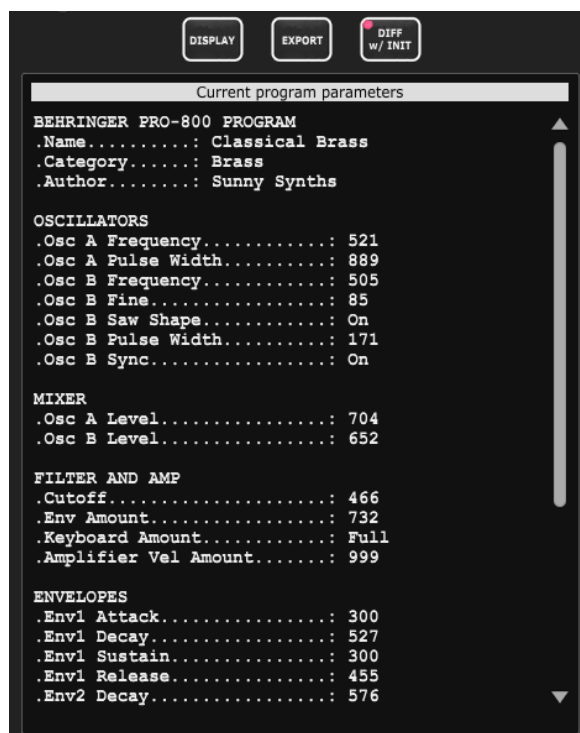 DISPLAY
EXPORT
DIFF
w/ INIT
Current program parameters
BEHRINGER PRO-800 PROGRAM
.Name..........: Classical Brass
.Category......: Brass
.Author........: Sunny Synths
OSCILLATORS
.Osc A Frequency............: 521
.Osc A Pulse Width..........: 889
.Osc B Frequency............: 505
.Osc B Fine.................: 85
.Osc B Saw Shape............: On
.Osc B Pulse Width..........: 171
.Osc B Sync.................: On
MIXER
.Osc A Level................: 704
.Osc B Level................: 652
FILTER AND AMP
.Cutoff.....................: 466
.Env Amount.................: 732
.Keyboard Amount............: Full
.Amplifier Vel Amount.......: 999
ENVELOPES
.Env1 Attack................: 300
.Env1 Decay.................: 527
.Env1 Sustain...............: 300
.Env1 Release...............: 455
.Env2 Decay.................: 576